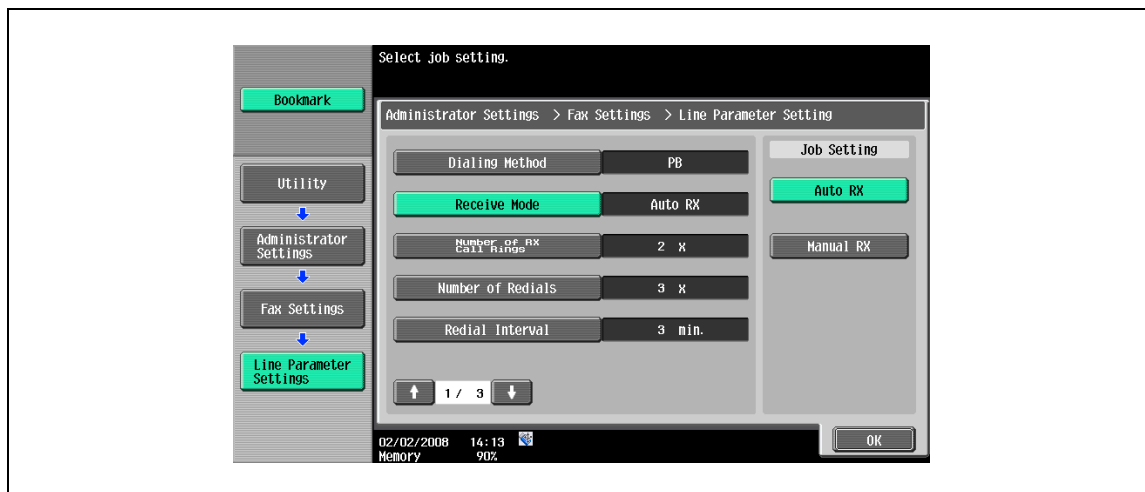 Select job setting.
Bookmark
Administrator Settings > Fax Settings > Line Parameter Setting
Utility
Administrator
Settings
Fax Settings
Line Parameter
Settings
Dialing Method PB
Receive Mode Auto RX
Number of RX
Call Rings 2 X
Number of Redials 3 X
Redial Interval 3 min.
1/ 3
Job Setting
Auto RX
Manual RX
02/02/2008 14:13
Memory 90%
OK